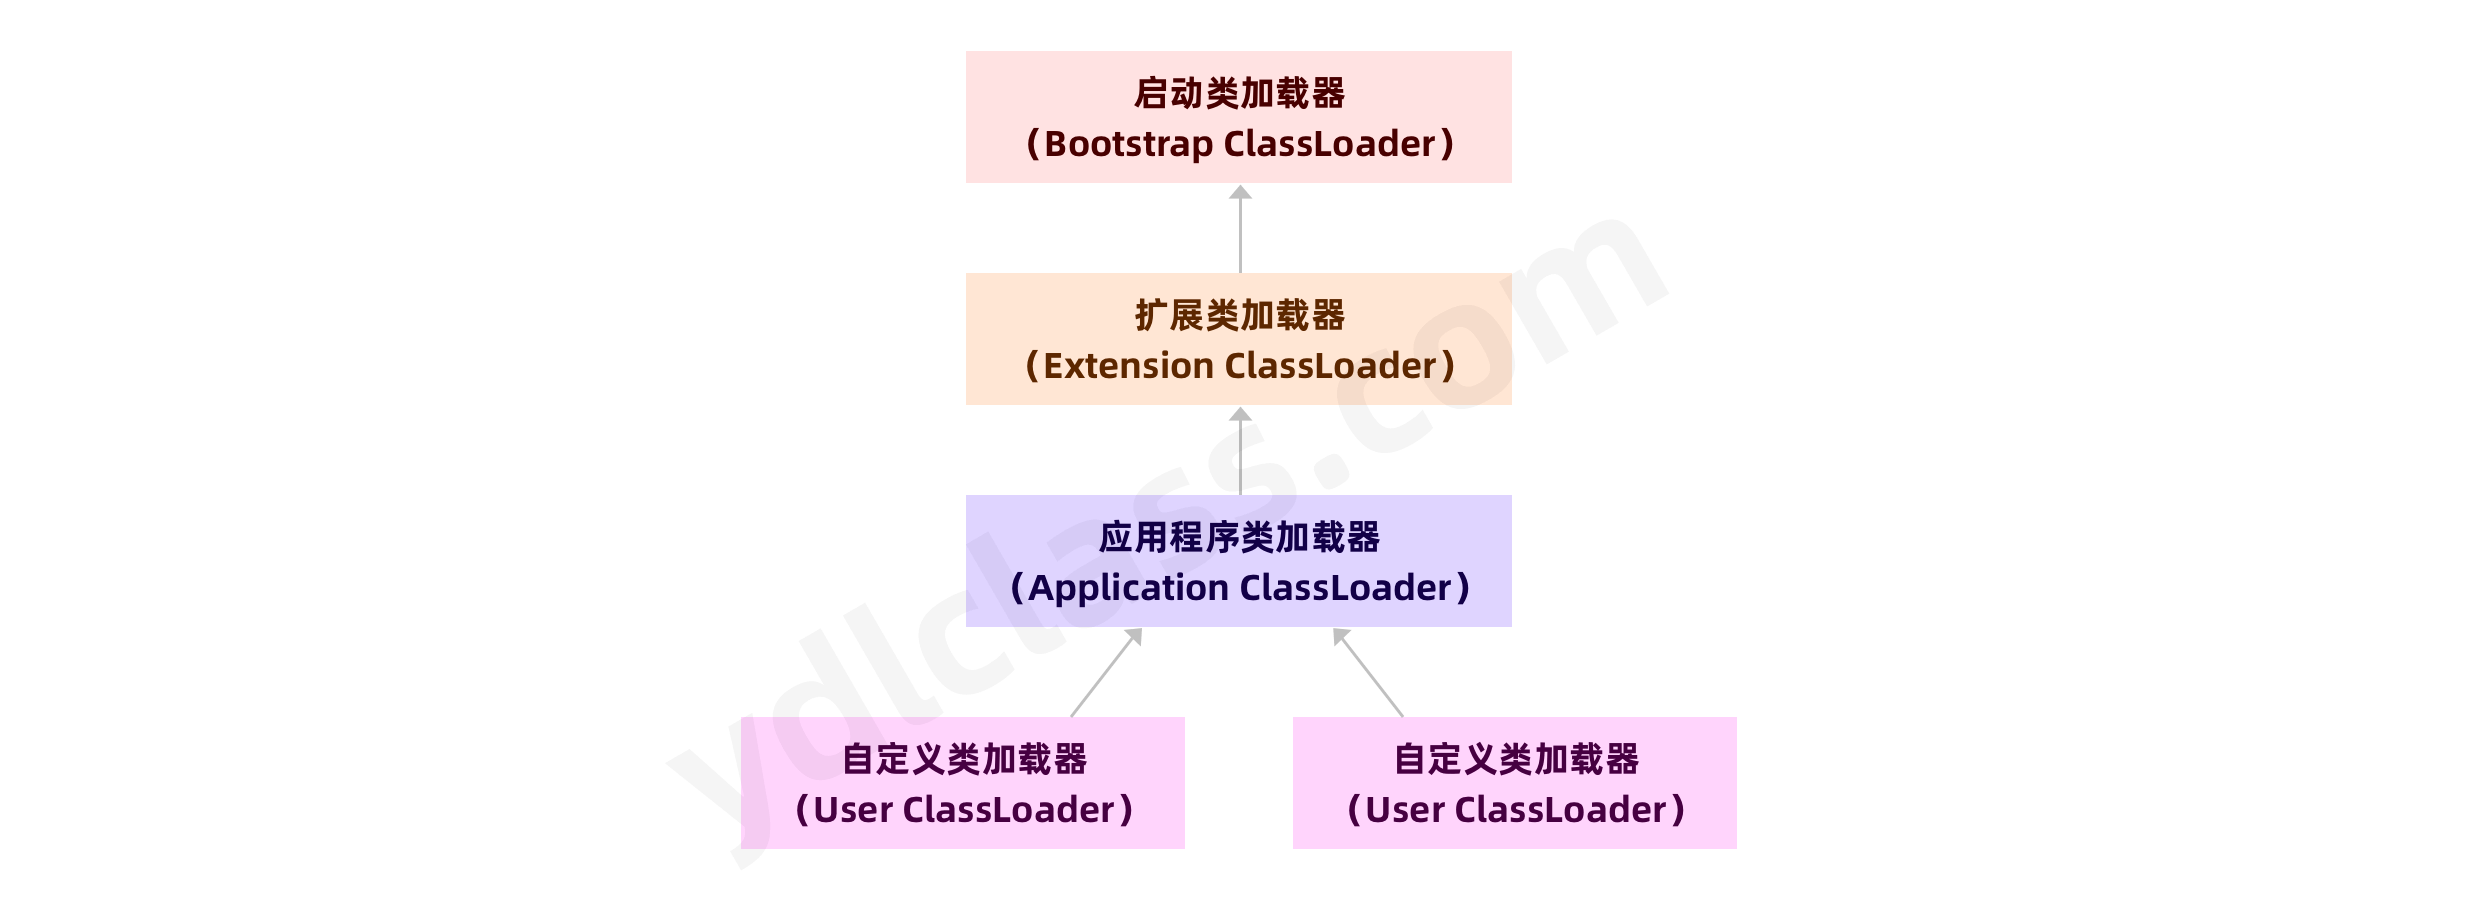 启动类加载器
（Bootstrap ClassLoader）
扩展类加载器
（Extension ClassLoader）
应用程序类加载器
（Application ClassLoader）
自定义类加载器
（User ClassLoader）
自定义类加载器
（User ClassLoader）
ydlclass.com